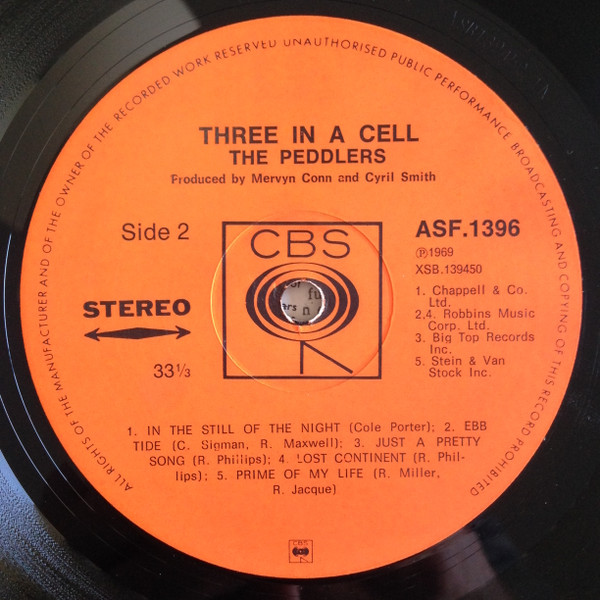 ALL RIGHTS OF THE MANUFACTURER AND OF THE OWNER OF THE RECORDED WORK RESERVED UNAUTHORISED PUBLIC PERFORMANCE BROADCASTING AND COPYING OF THIS RECORD PROHIBITED
THREE IN A CELL
THE PEDDLERS
Produced by Mervyn Conn and Cyril Smith
Side 2
STEREO
33⅓
CBS
ASF.1396
Ⓟ1969
XSB.139450
1. Chappell & Co.
Ltd.
2,4. Robbins Music
Corp. Ltd.
3. Big Top Records
Inc.
5. Stein & Van
Stock Inc.
1. IN THE STILL OF THE NIGHT (Cole Porter); 2. EBB
TIDE (C. Sigman, R. Maxwell); 3. JUST A PRETTY
SONG (R. Phillips); 4. LOST CONTINENT (R. Phil-
lips); 5. PRIME OF MY LIFE (R. Miller,
R. Jacque)
CBS